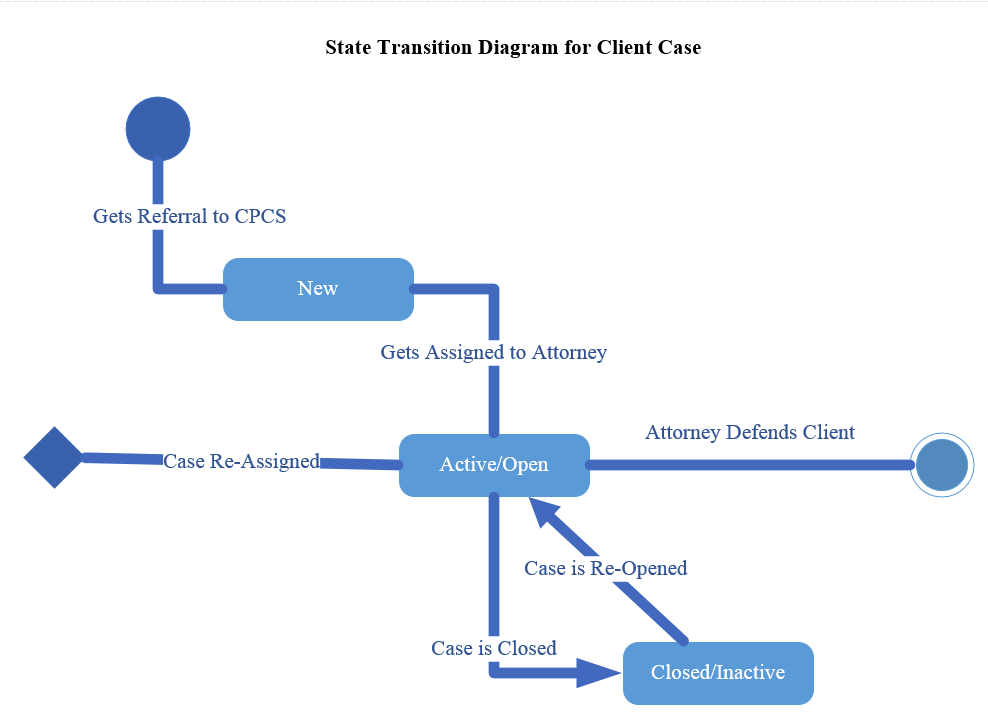 State Transition Diagram for Client Case
Gets Referral to CPCS
New
Gets Assigned to Attorney
Attorney Defends Client
Case Re-Assigned
Active/Open
Case is Re-Opened
Case is Closed
Closed/Inactive